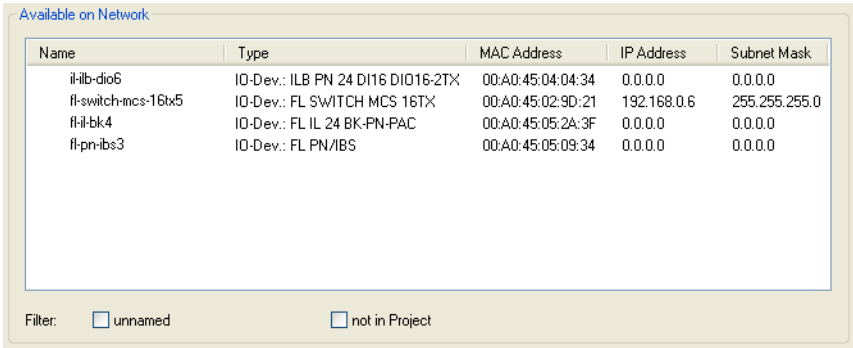 Available on Network
Name Type MAC Address IP Address Subnet Mask
il-ilb-dio6 IO-Dev.: ILB PN 24 DI16 DIO16-2TX 00:A0:45:04:04:34 0.0.0.0 0.0.0.0
fl-switch-mcs-16tx5 IO-Dev.: FL SWITCH MCS 16TX 00:A0:45:02:9D:21 192.168.0.6 255.255.255.0
fl-il-bk4 IO-Dev.: FL IL 24 BK-PN-PAC 00:A0:45:05:2A:3F 0.0.0.0 0.0.0.0
fl-pn-ibs3 IO-Dev.: FL PN/IBS 00:A0:45:05:09:34 0.0.0.0 0.0.0.0
Filter: unnamed not in Project